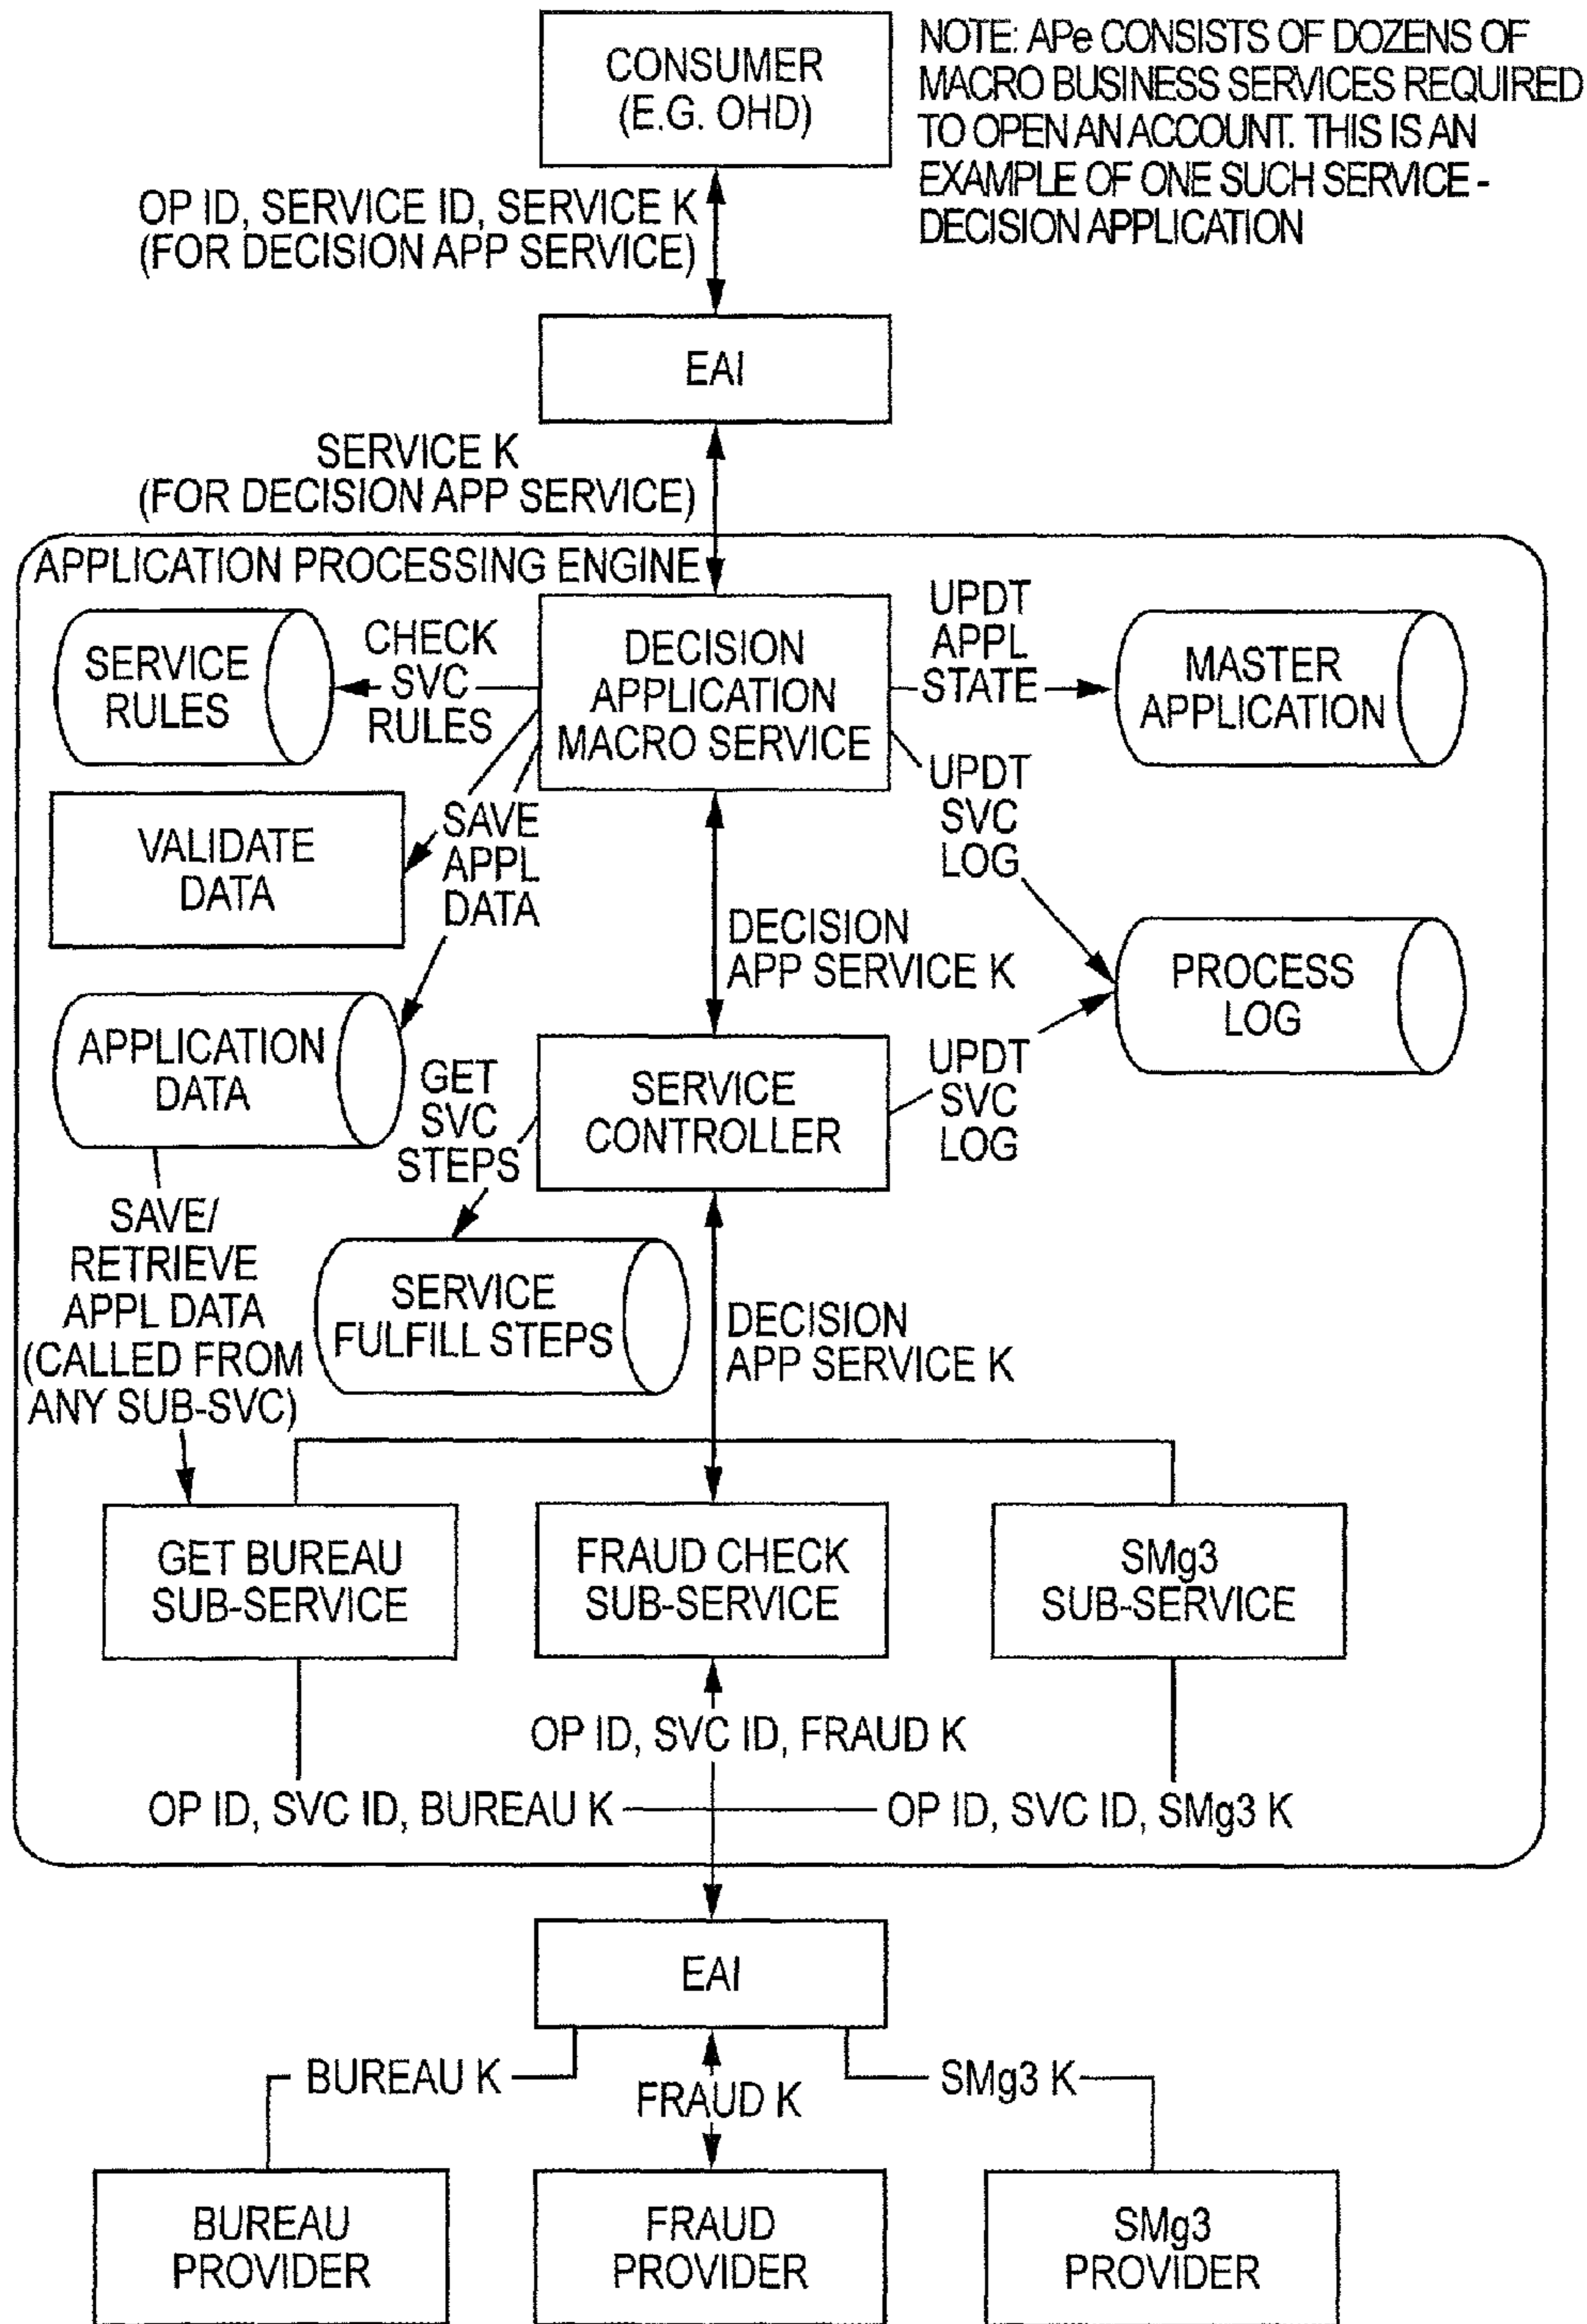 CONSUMER
(E.G. OHD)
NOTE: APe CONSISTS OF DOZENS OF
MACRO BUSINESS SERVICES REQUIRED
TO OPEN AN ACCOUNT. THIS IS AN
EXAMPLE OF ONE SUCH SERVICE -
DECISION APPLICATION
OP ID, SERVICE ID, SERVICE K
(FOR DECISION APP SERVICE)
EAI
SERVICE K
(FOR DECISION APP SERVICE)
APPLICATION PROCESSING ENGINE
SERVICE
RULES
CHECK
SVC
RULES
DECISION
APPLICATION
MACRO SERVICE
UPDT
APPL
STATE
MASTER
APPLICATION
VALIDATE
DATA
SAVE
APPL
DATA
UPDT
SVC
LOG
DECISION
APP SERVICE K
PROCESS
LOG
APPLICATION
DATA
GET
SVC
STEPS
SERVICE
CONTROLLER
UPDT
SVC
LOG
SAVE/
RETRIEVE
APPL DATA
(CALLED FROM
ANY SUB-SVC)
SERVICE
FULFILL STEPS
DECISION
APP SERVICE K
GET BUREAU
SUB-SERVICE
FRAUD CHECK
SUB-SERVICE
SMg3
SUB-SERVICE
OP ID, SVC ID, FRAUD K
OP ID, SVC ID, BUREAU K
OP ID, SVC ID, SMg3 K
EAI
BUREAU K
FRAUD K
SMg3 K
BUREAU
PROVIDER
FRAUD
PROVIDER
SMg3
PROVIDER